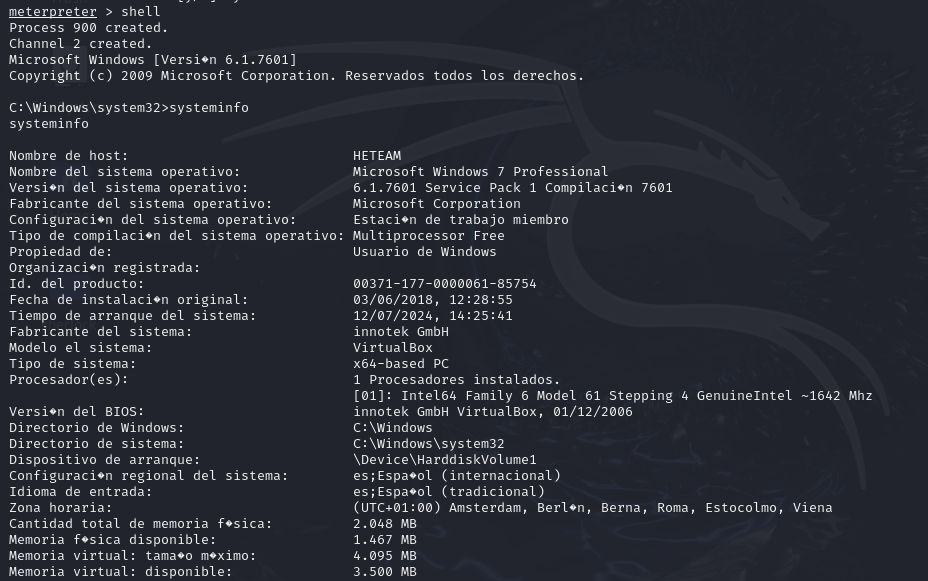 meterpreter > shell
Process 900 created.
Channel 2 created.
Microsoft Windows [Versi�n 6.1.7601]
Copyright (c) 2009 Microsoft Corporation. Reservados todos los derechos.
C:\Windows\system32>systeminfo
systeminfo
Nombre de host: HETEAM
Nombre del sistema operativo: Microsoft Windows 7 Professional
Versi�n del sistema operativo: 6.1.7601 Service Pack 1 Compilaci�n 7601
Fabricante del sistema operativo: Microsoft Corporation
Configuraci�n del sistema operativo: Estaci�n de trabajo miembro
Tipo de compilaci�n del sistema operativo: Multiprocessor Free
Propiedad de: Usuario de Windows
Organizaci�n registrada:
Id. del producto: 00371-177-0000061-85754
Fecha de instalaci�n original: 03/06/2018, 12:28:55
Tiempo de arranque del sistema: 12/07/2024, 14:25:41
Fabricante del sistema: innotek GmbH
Modelo el sistema: VirtualBox
Tipo de sistema: x64-based PC
Procesador(es): 1 Procesadores instalados.
[01]: Intel64 Family 6 Model 61 Stepping 4 GenuineIntel ~1642 Mhz
Versi�n del BIOS: innotek GmbH VirtualBox, 01/12/2006
Directorio de Windows: C:\Windows
Directorio de sistema: C:\Windows\system32
Dispositivo de arranque: \Device\HarddiskVolume1
Configuraci�n regional del sistema: es;Espa�ol (internacional)
Idioma de entrada: es;Espa�ol (tradicional)
Zona horaria: (UTC+01:00) Amsterdam, Berl�n, Berna, Roma, Estocolmo, Viena
Cantidad total de memoria f�sica: 2.048 MB
Memoria f�sica disponible: 1.467 MB
Memoria virtual: tama�o m�ximo: 4.095 MB
Memoria virtual: disponible: 3.500 MB